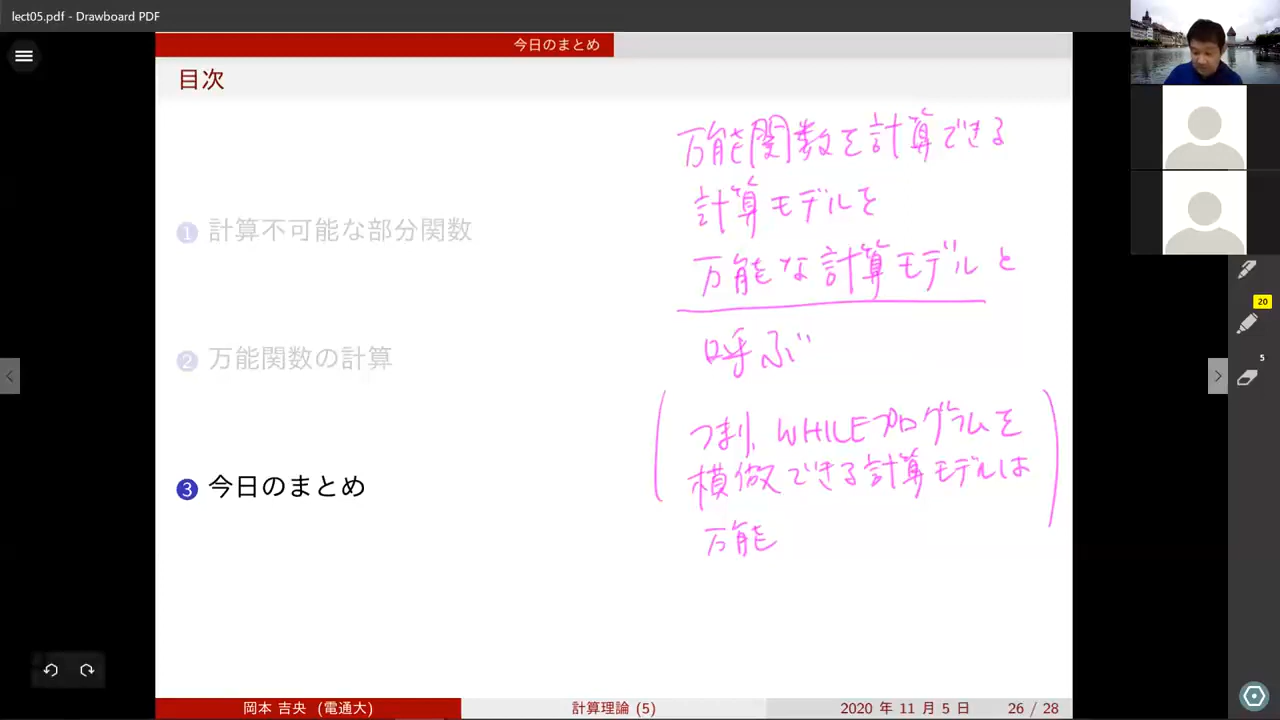 lect05.pdf - Drawboard PDF
今日のまとめ
目次
① 計算不可能な部分関数
② 万能関数の計算
③ 今日のまとめ
万能関数を計算できる
計算モデルを
万能な計算モデルと
呼ぶ
(つまり、WHILEプログラムを
模倣できる計算モデルは
万能)
20
5
岡本 吉央 (電通大)
計算理論 (5)
2020 年 11 月 5 日
26 / 28